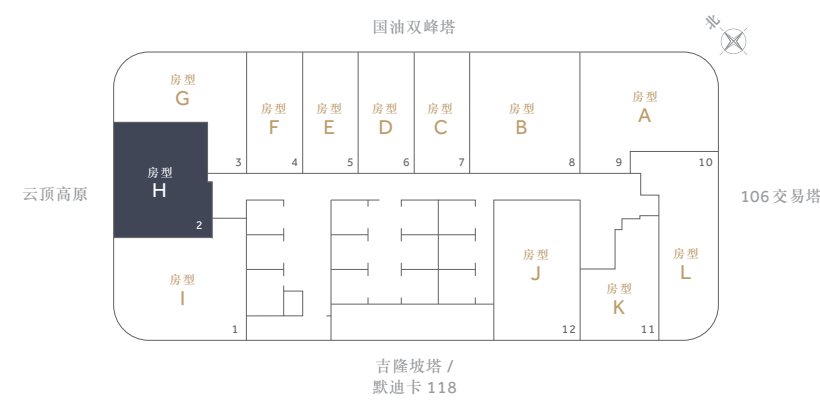 国油双峰塔
北
房型
G
房型
F
房型
E
房型
D
房型
C
房型
B
房型
A
3
4
5
6
7
8
9
10
云顶高原
房型
H
2
106 交易塔
房型
I
1
房型
J
12
房型
K
11
房型
L
吉隆坡塔 /
默迪卡 118